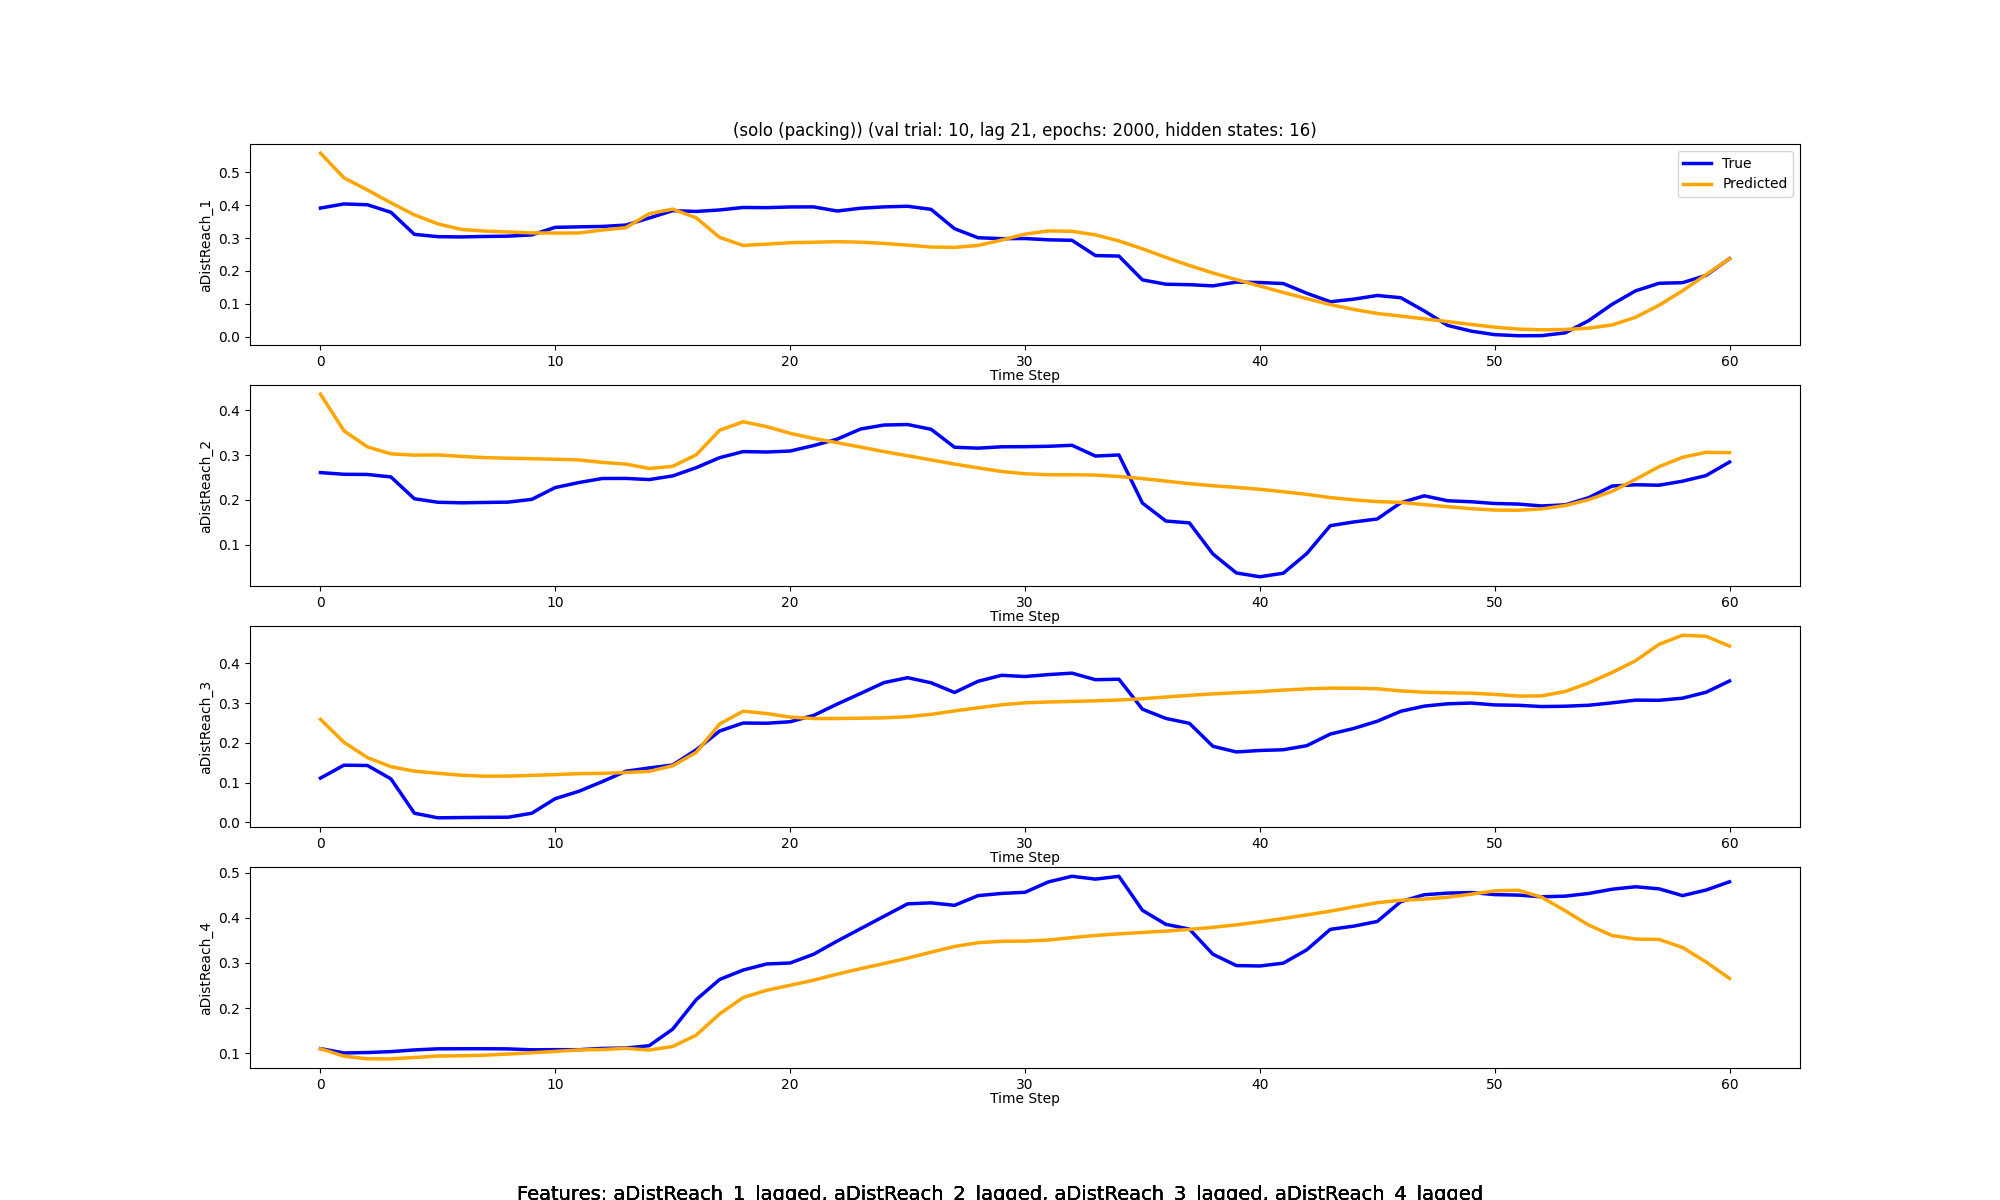 (solo (packing)) (val trial: 10, lag 21, epochs: 2000, hidden states: 16)
True
Predicted
aDistReach_1
0.5
0.4
0.3
0.2
0.1
0.0
0 10 20 30 40 50 60
Time Step
aDistReach_2
0.4
0.3
0.2
0.1
0 10 20 30 40 50 60
Time Step
aDistReach_3
0.4
0.3
0.2
0.1
0.0
0 10 20 30 40 50 60
Time Step
aDistReach_4
0.5
0.4
0.3
0.2
0.1
0 10 20 30 40 50 60
Time Step
Features: aDistReach_1_lagged, aDistReach_2_lagged, aDistReach_3_lagged, aDistReach_4_lagged